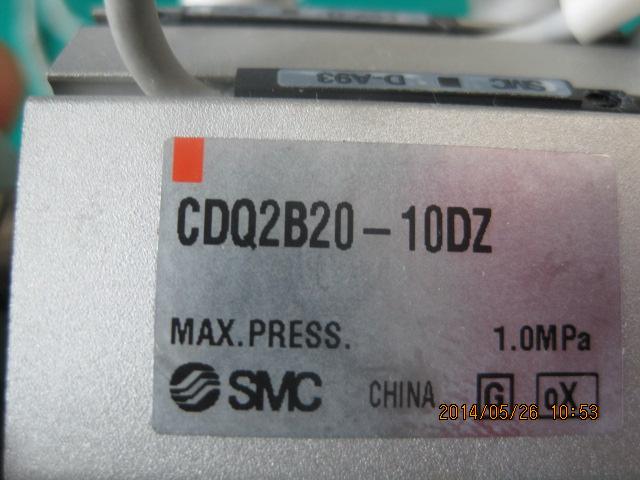 SMC D-A93
CDQ2B20-10DZ
MAX.PRESS. 1.0MPa
SMC CHINA G oX
2014/05/26 10:53